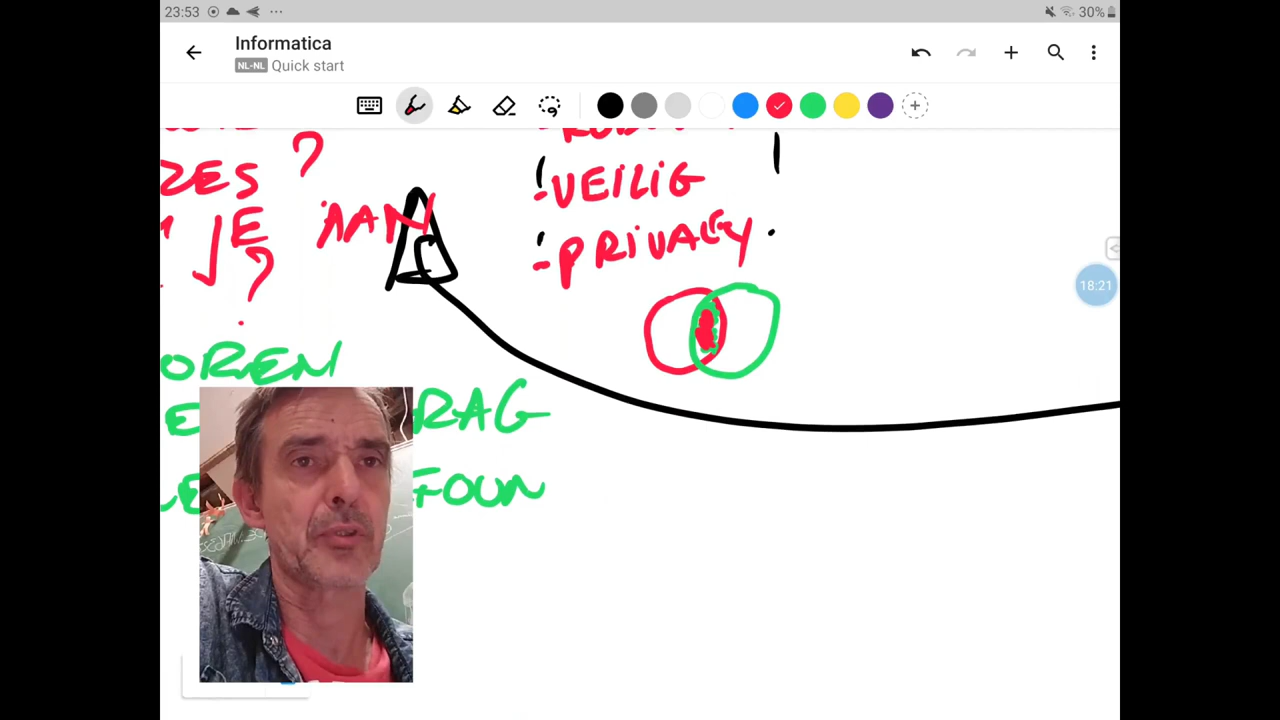 23:53
30%
Informatica
NL-NL Quick start
ZES ?
JE AAN
?
- VEILIG
- PRIVACY
18:21
OREN
RAG
FOUN